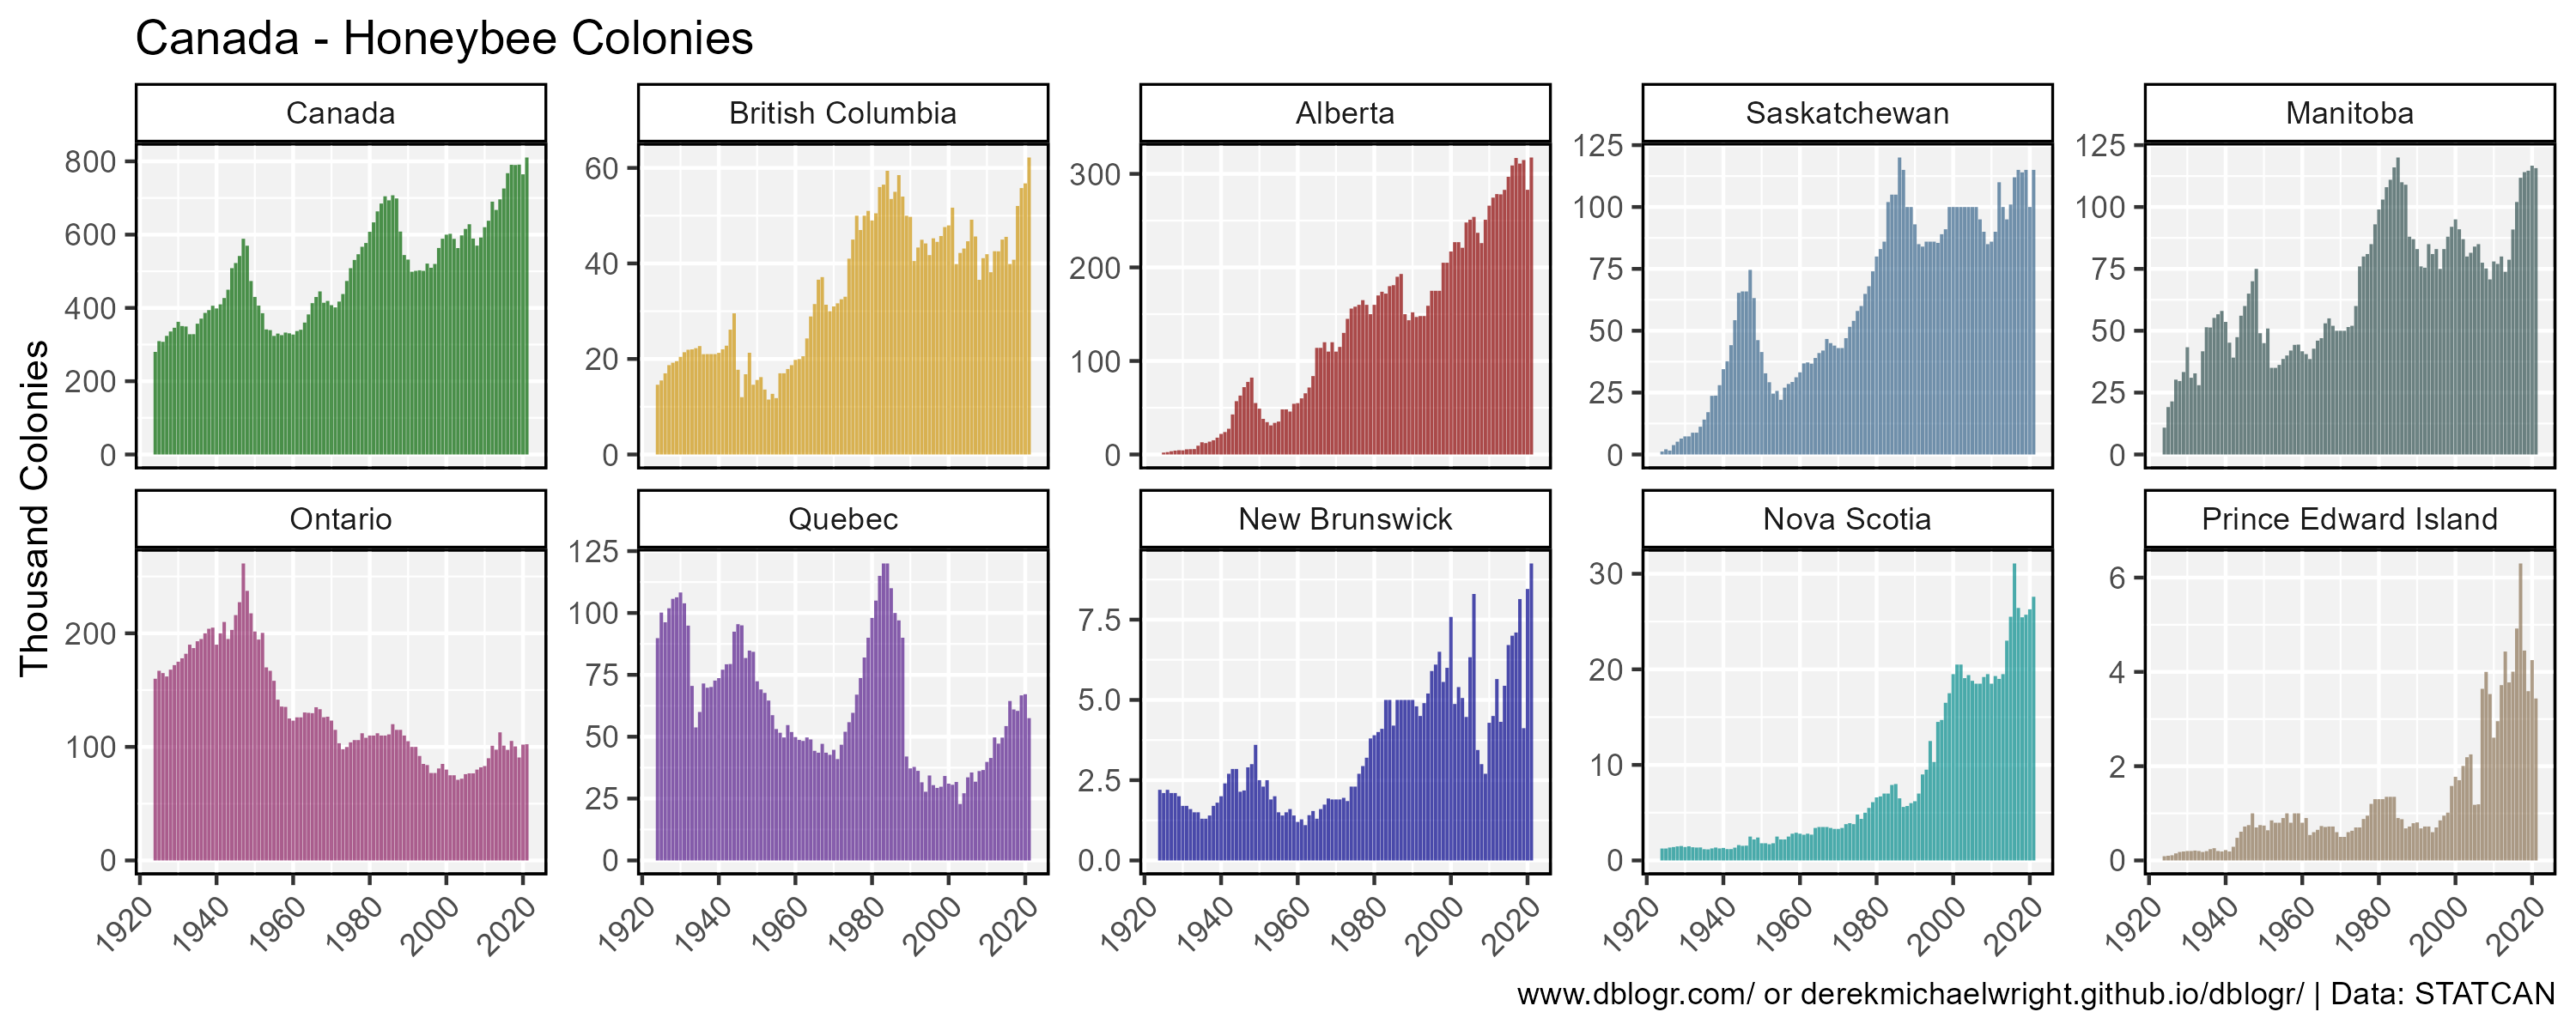 Canada - Honeybee Colonies
Thousand Colonies
Canada
800
600
400
200
0
British Columbia
60
40
20
0
Alberta
300
200
100
0
Saskatchewan
125
100
75
50
25
0
Manitoba
125
100
75
50
25
0
Ontario
200
100
0
1920 1940 1960 1980 2000 2020
Quebec
125
100
75
50
25
0
1920 1940 1960 1980 2000 2020
New Brunswick
7.5
5.0
2.5
0.0
1920 1940 1960 1980 2000 2020
Nova Scotia
30
20
10
0
1920 1940 1960 1980 2000 2020
Prince Edward Island
6
4
2
0
1920 1940 1960 1980 2000 2020
www.dblogr.com/ or derekmichaelwright.github.io/dblogr/ | Data: STATCAN